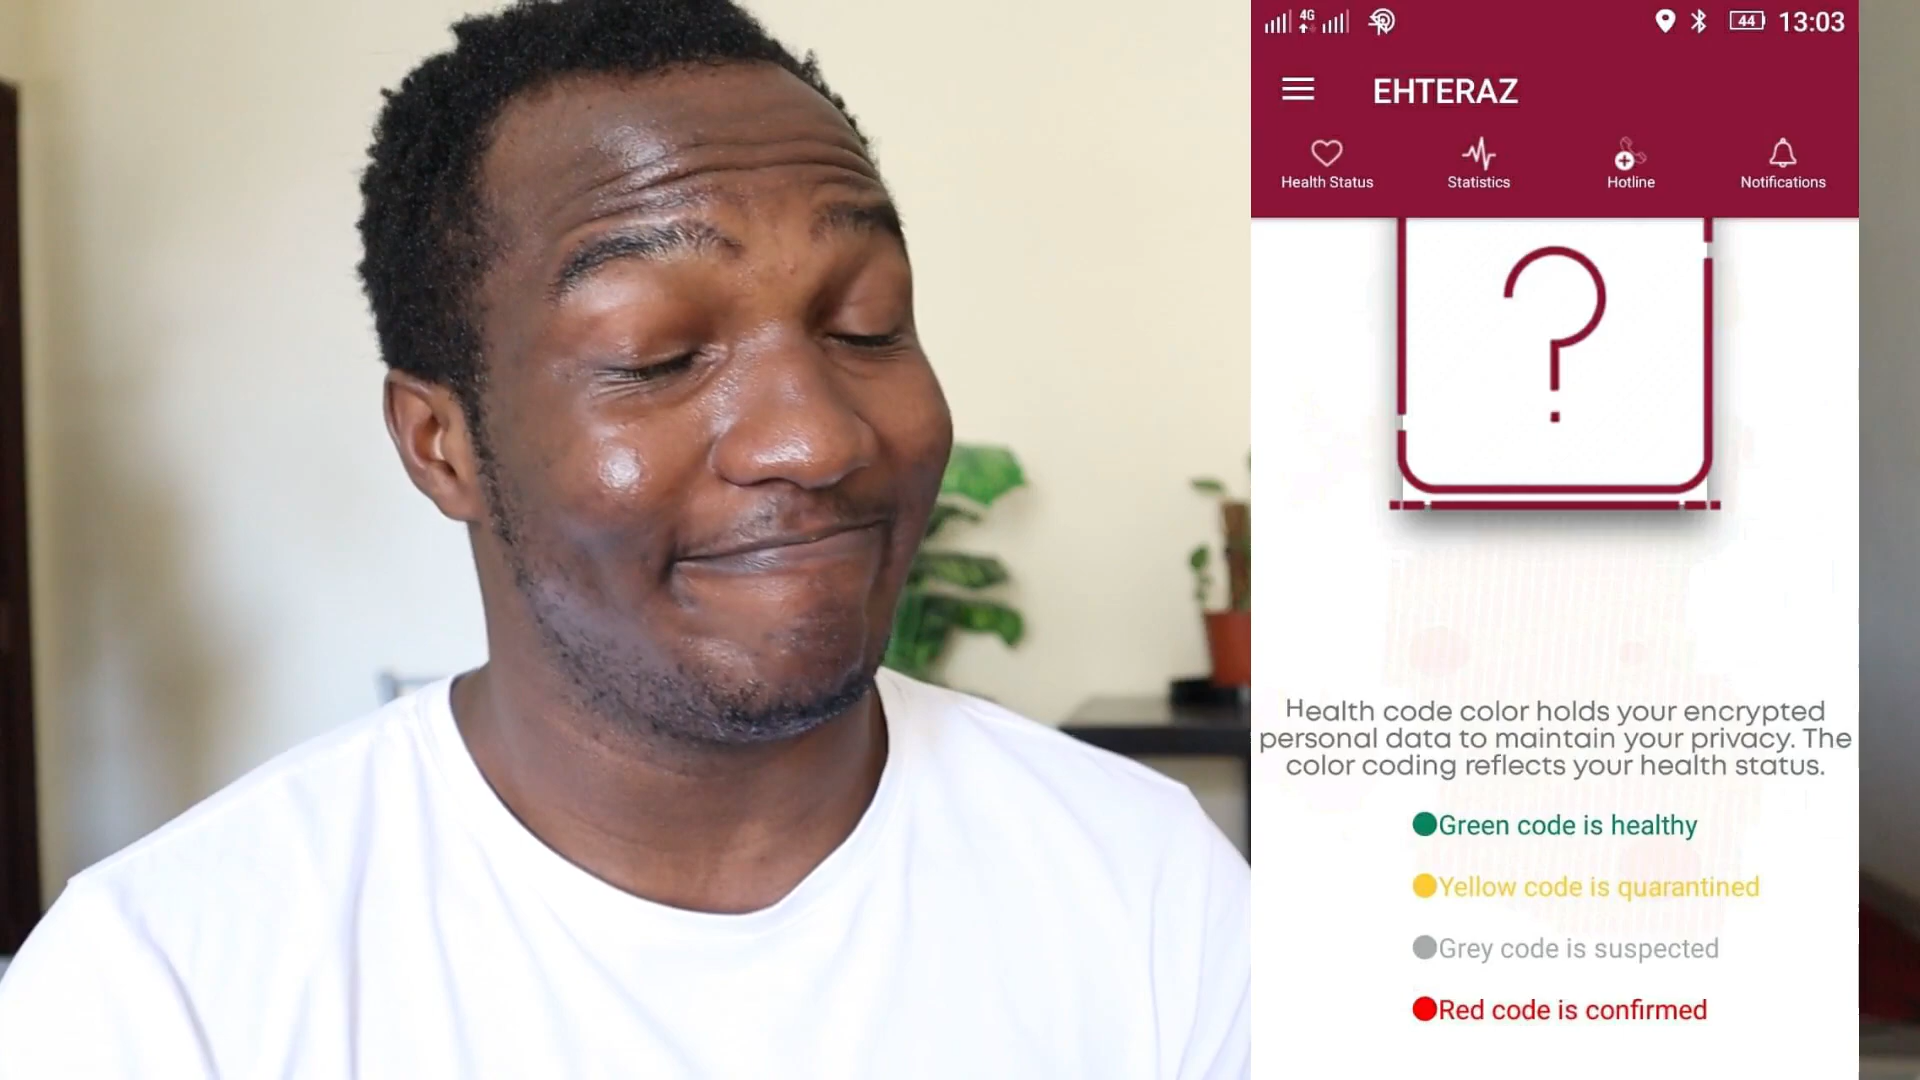 4G
44
13:03
EHTERAZ
Health Status
Statistics
Hotline
Notifications
Health code color holds your encrypted
personal data to maintain your privacy. The
color coding reflects your health status.
Green code is healthy
Yellow code is quarantined
Grey code is suspected
Red code is confirmed